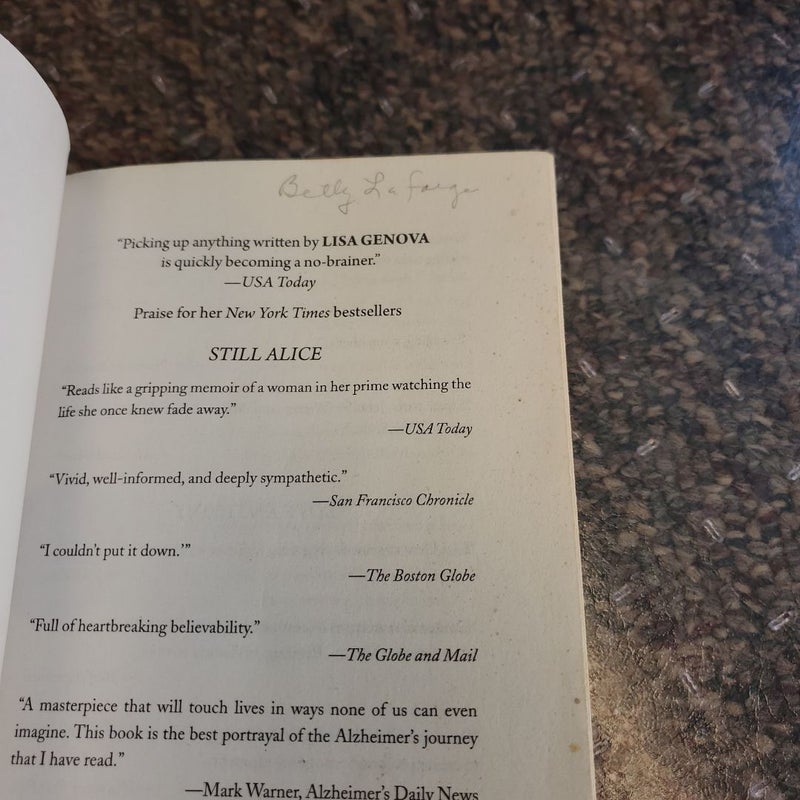 Betty La Farge
“Picking up anything written by LISA GENOVA
is quickly becoming a no-brainer.”
—USA Today
Praise for her New York Times bestsellers
STILL ALICE
“Reads like a gripping memoir of a woman in her prime watching the
life she once knew fade away.”
—USA Today
“Vivid, well-informed, and deeply sympathetic.”
—San Francisco Chronicle
“I couldn't put it down.'”
—The Boston Globe
“Full of heartbreaking believability.”
—The Globe and Mail
“A masterpiece that will touch lives in ways none of us can even
imagine. This book is the best portrayal of the Alzheimer's journey
that I have read.”
—Mark Warner, Alzheimer's Daily News